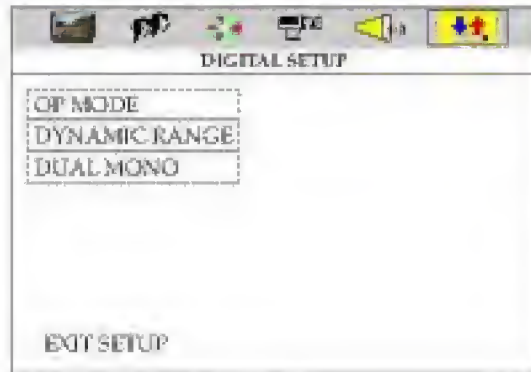 DIGITAL SETUP
OP MODE
DYNAMIC RANGE
DUAL MONO
EXIT SETUP